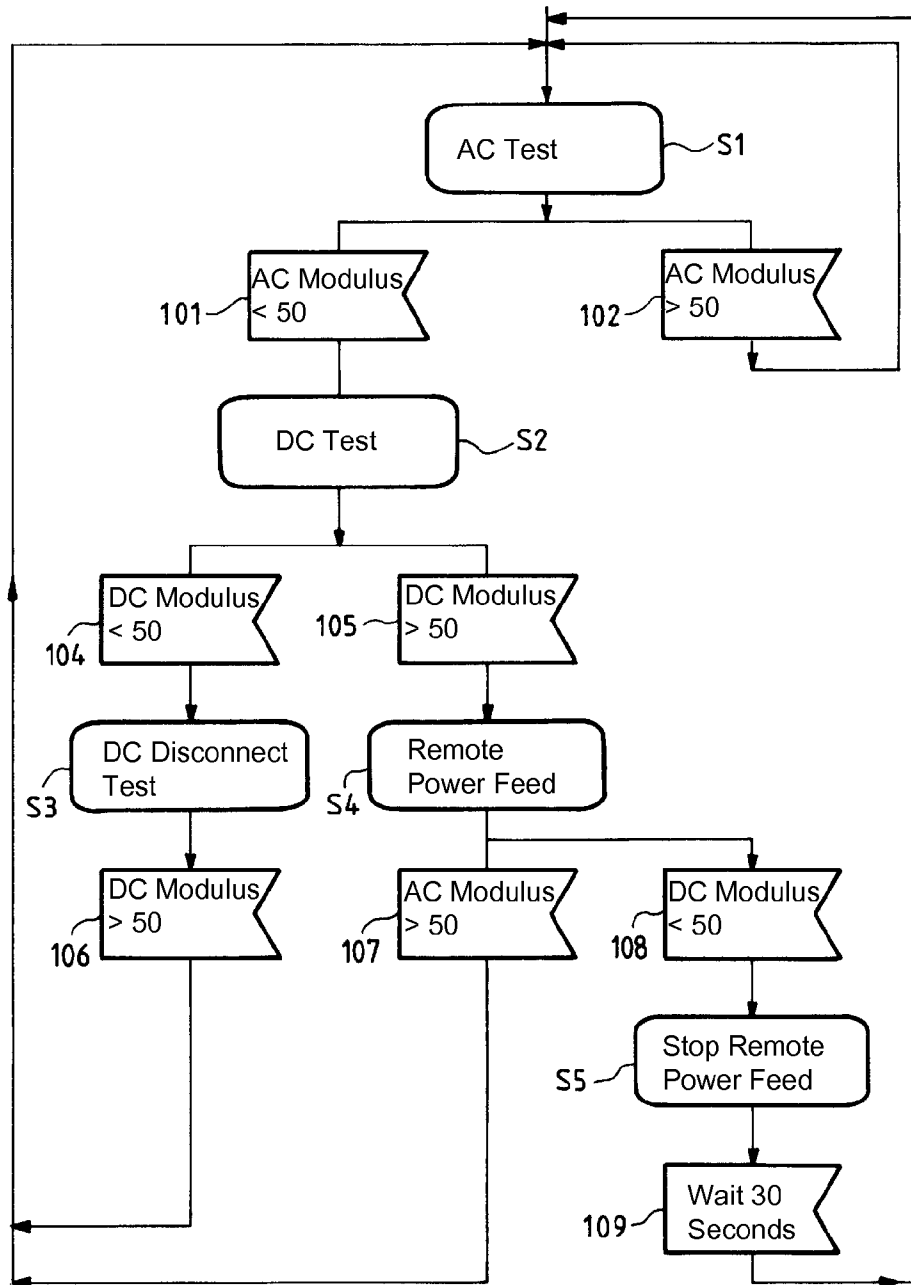 AC Test
S1
AC Modulus
< 50
101
AC Modulus
> 50
102
DC Test
S2
DC Modulus
< 50
104
DC Modulus
> 50
105
DC Disconnect
Test
S3
Remote
Power Feed
S4
DC Modulus
> 50
106
AC Modulus
> 50
107
DC Modulus
< 50
108
Stop Remote
Power Feed
S5
Wait 30
Seconds
109